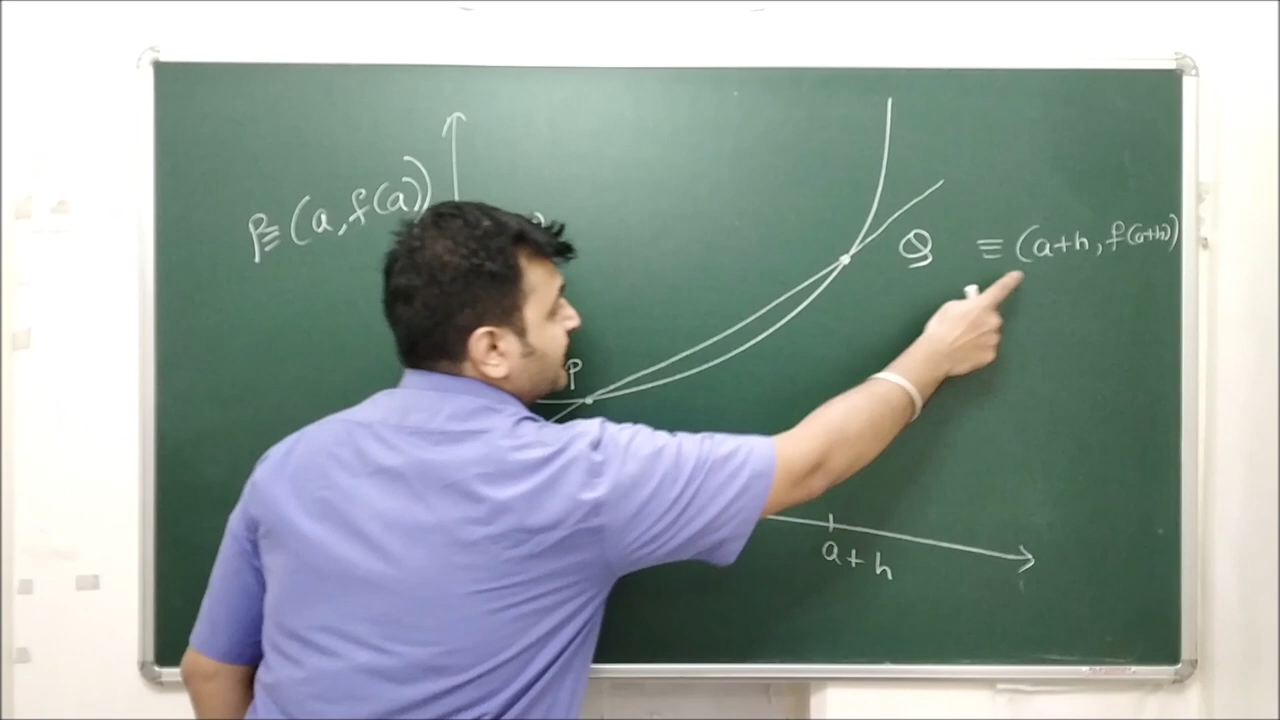 P≡(a, f(a))
Q ≡ (a+h, f(a+h))
P
a+h